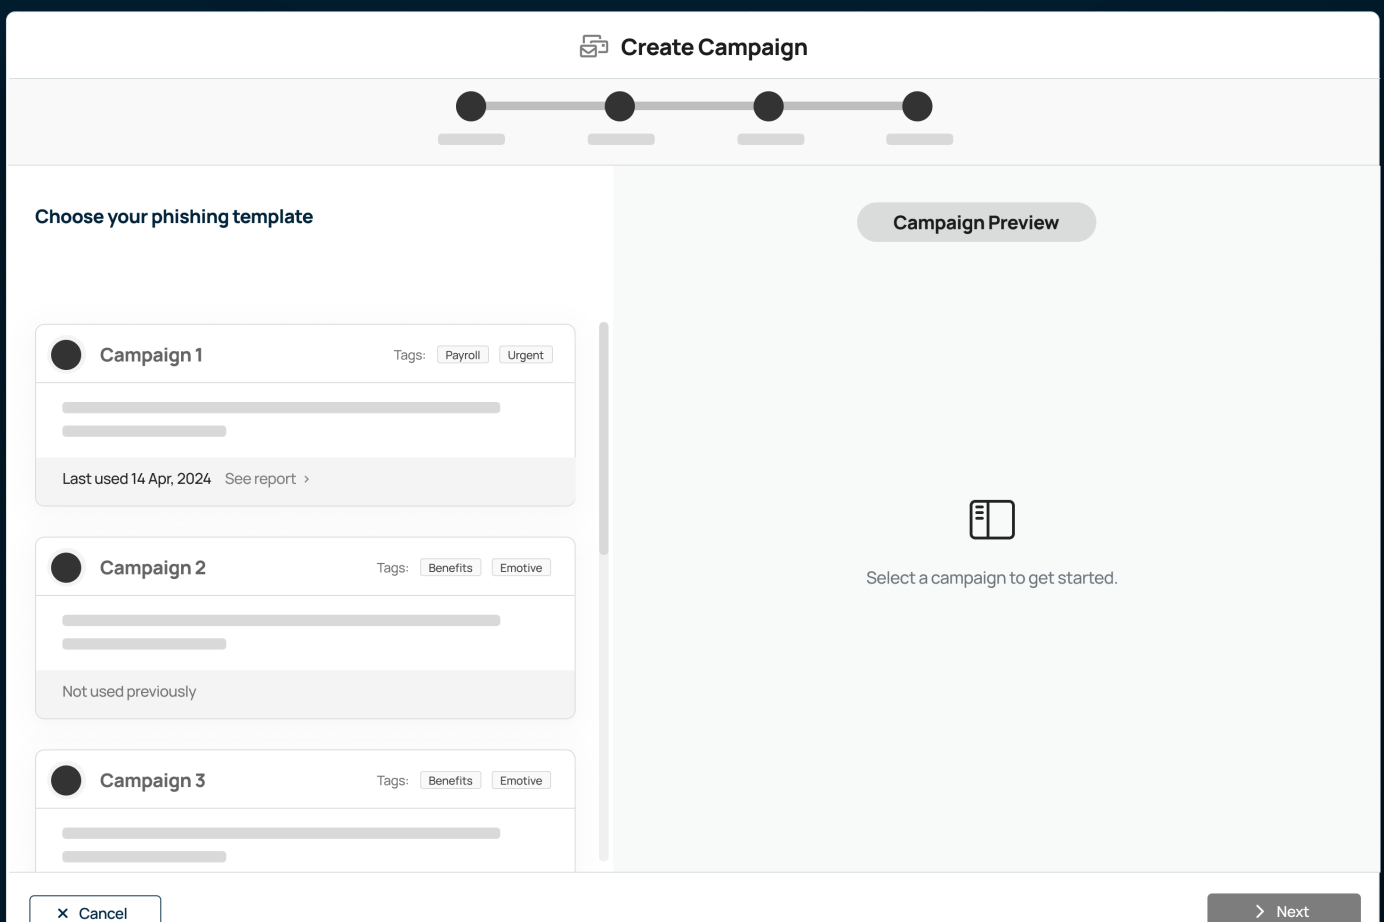 Create Campaign
Choose your phishing template
Campaign Preview
Campaign 1
Tags: Payroll Urgent
Last used 14 Apr, 2024 See report >
Campaign 2
Tags: Benefits Emotive
Not used previously
Campaign 3
Tags: Benefits Emotive
Select a campaign to get started.
Cancel
Next